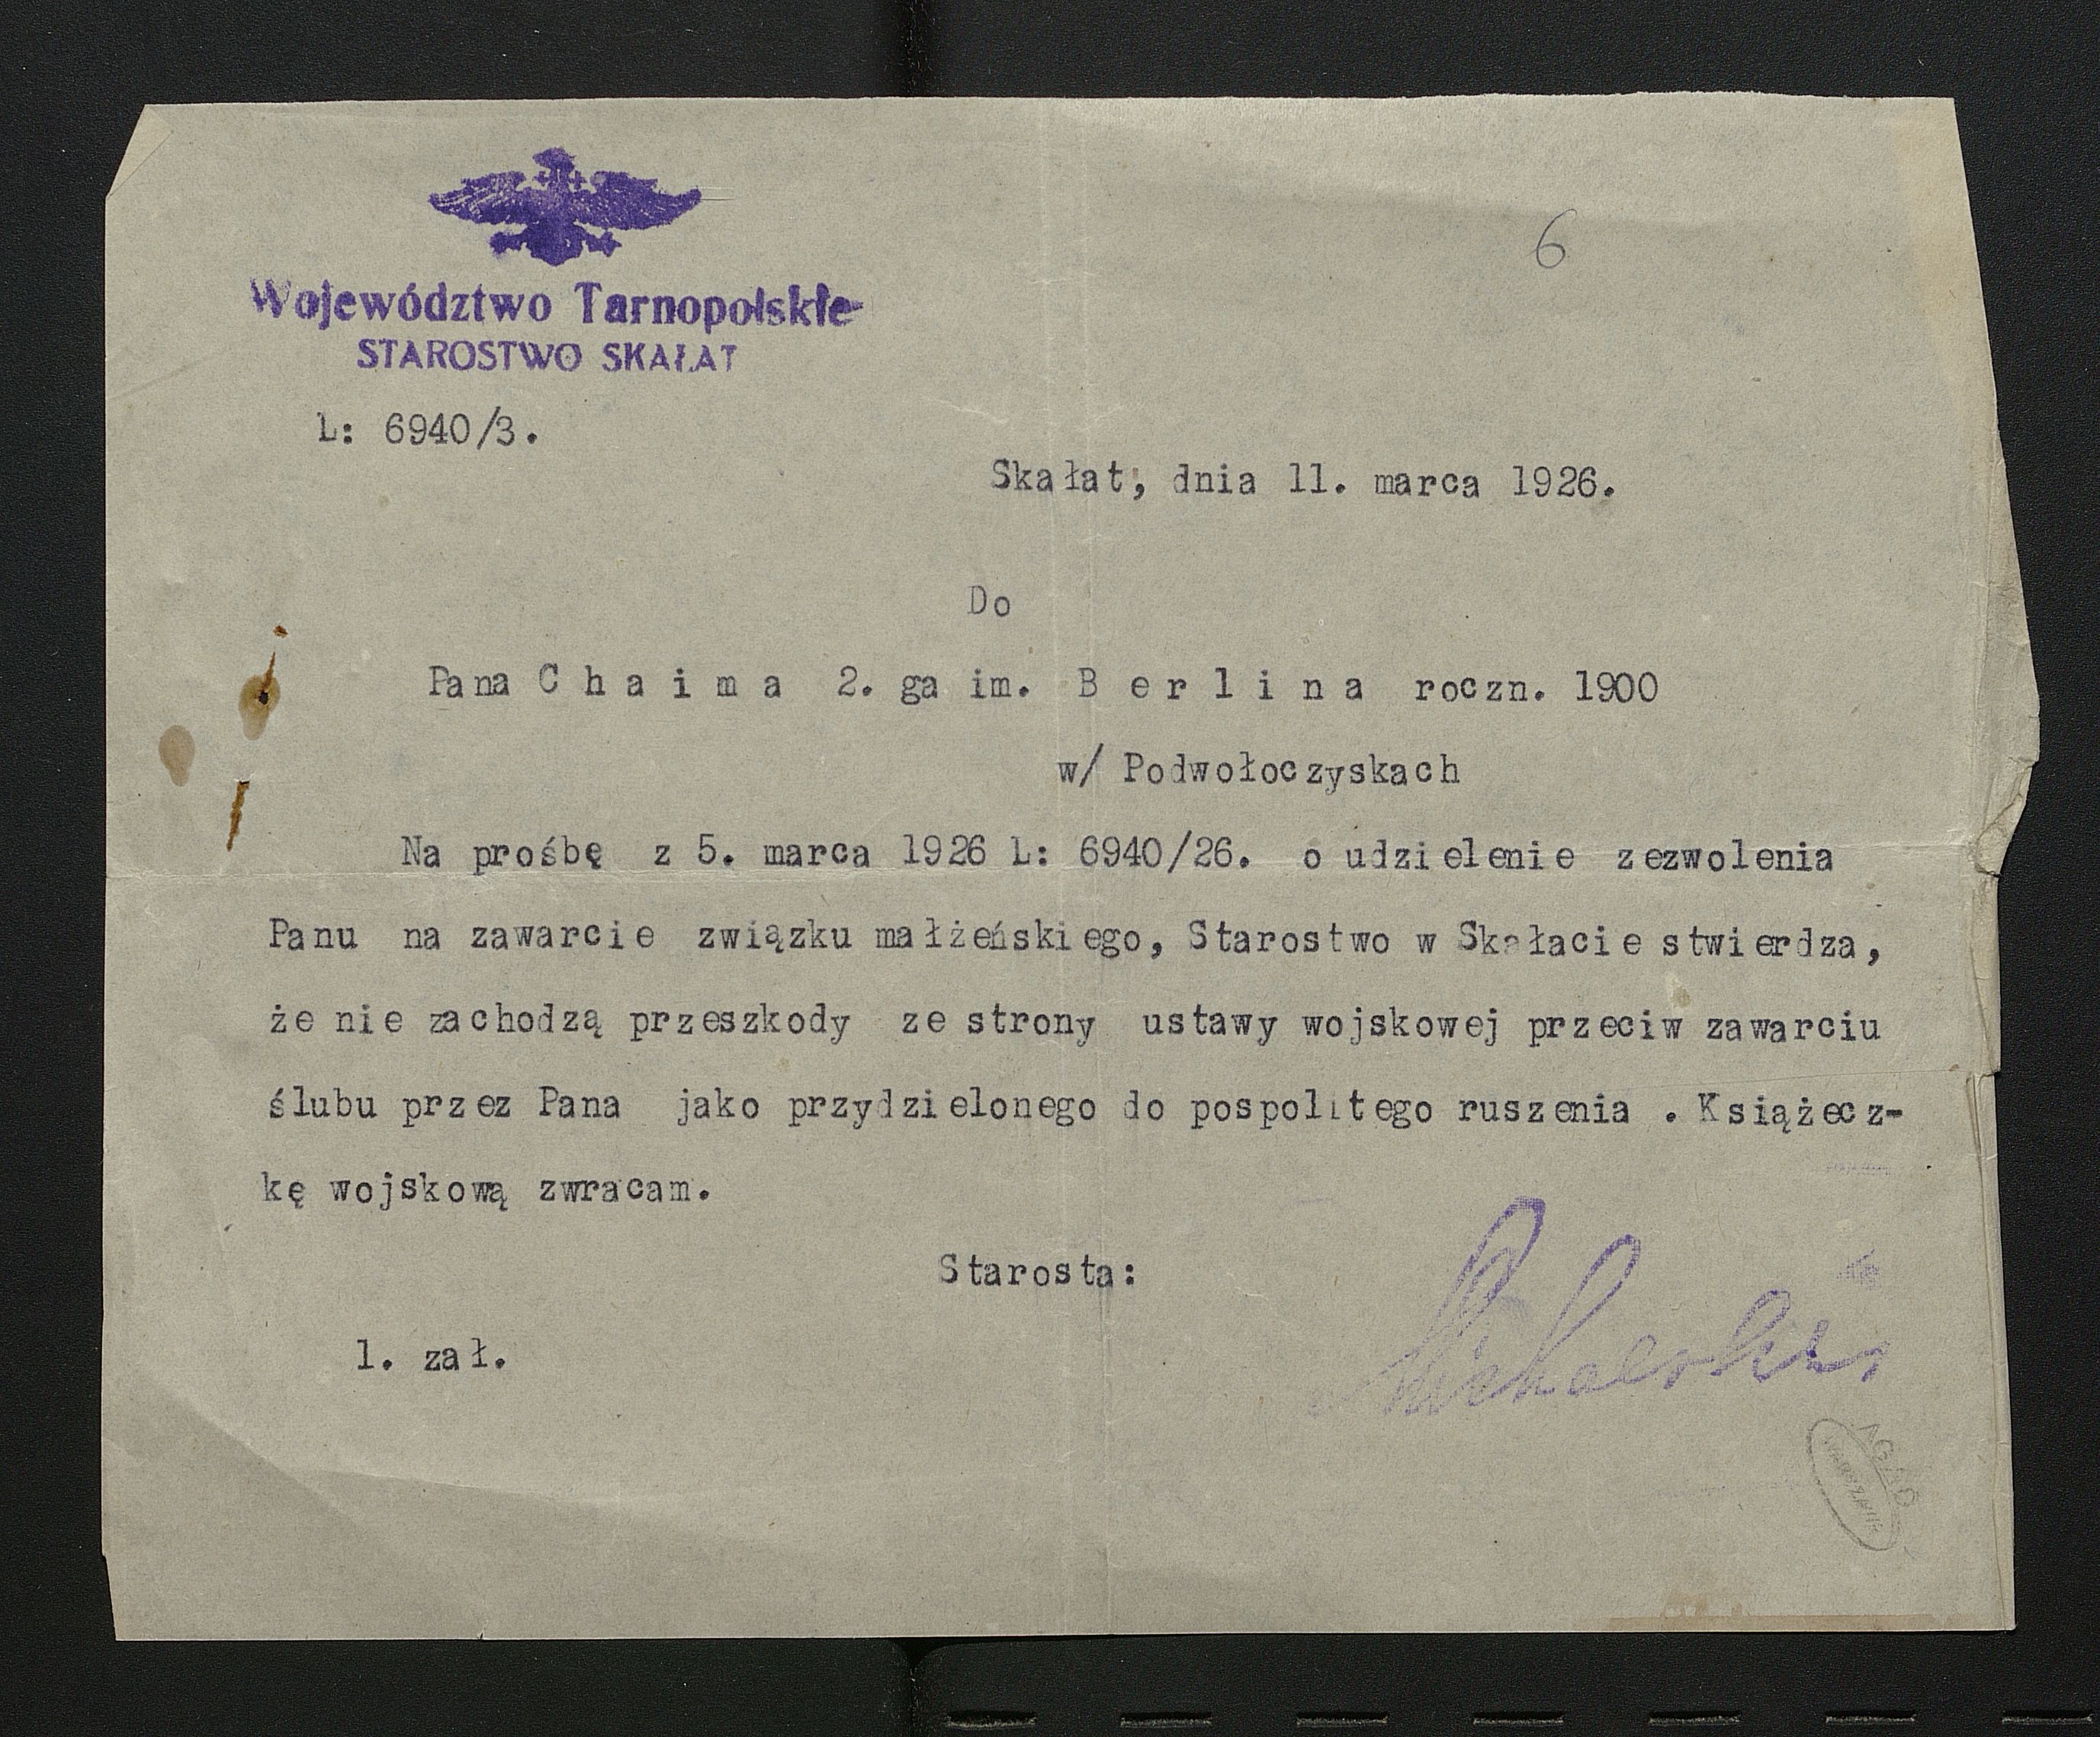 6
Województwo Tarnopolskie
STAROSTWO SKAŁAT
L: 6940/3.
Skałat, dnia 11. marca 1926.
Do
Pana C h a i m a 2. ga im. B e r l i n a roczn. 1900
w/ Podwołoczyskach
Na prośbę z 5. marca 1926 L: 6940/26. o udzielenie zezwolenia
Panu na zawarcie związku małżeńskiego, Starostwo w Skałacie stwierdza,
że nie zachodzą przeszkody ze strony ustawy wojskowej przeciw zawarciu
ślubu przez Pana jako przydzielonego do pospolitego ruszenia . Książecz-
kę wojskową zwracam.
Starosta:
1. zał.
AGAD